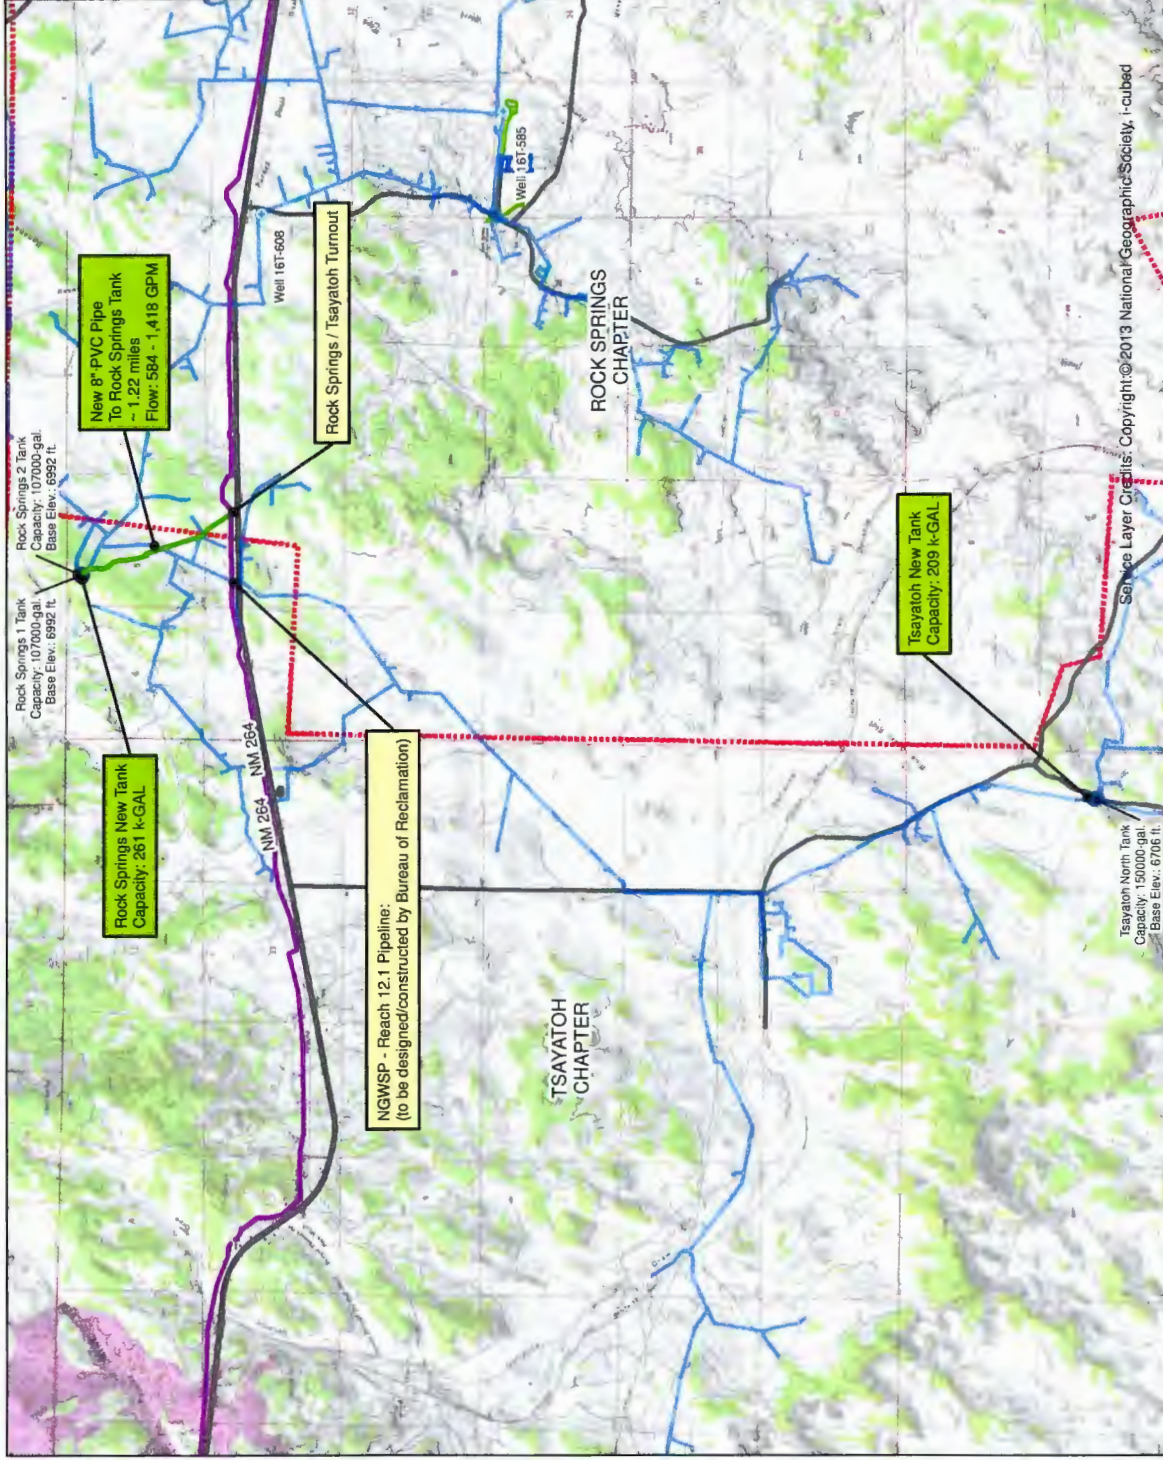 Rock Springs 1 Tank
Capacity: 107000-gal.
Base Elev.: 6992 ft.
Rock Springs 2 Tank
Capacity: 107000-gal.
Base Elev.: 6992 ft.
Rock Springs New Tank
Capacity: 261 k-GAL
New 8" PVC Pipe
To Rock Springs Tank
~ 1.22 miles
Flow: 584 - 1,418 GPM
NM 264
NM 264
Well 16T-608
Rock Springs / Tsayatoh Turnout
NGWSP - Reach 12.1 Pipeline:
(to be designed/constructed by Bureau of Reclamation)
Well 16T-585
ROCK SPRINGS
CHAPTER
TSAYATOH
CHAPTER
Tsayatoh New Tank
Capacity: 209 k-GAL
Tsayatoh North Tank
Capacity: 150000-gal.
Base Elev.: 6706 ft.
Service Layer Credits: Copyright:© 2013 National Geographic Society, i-cubed